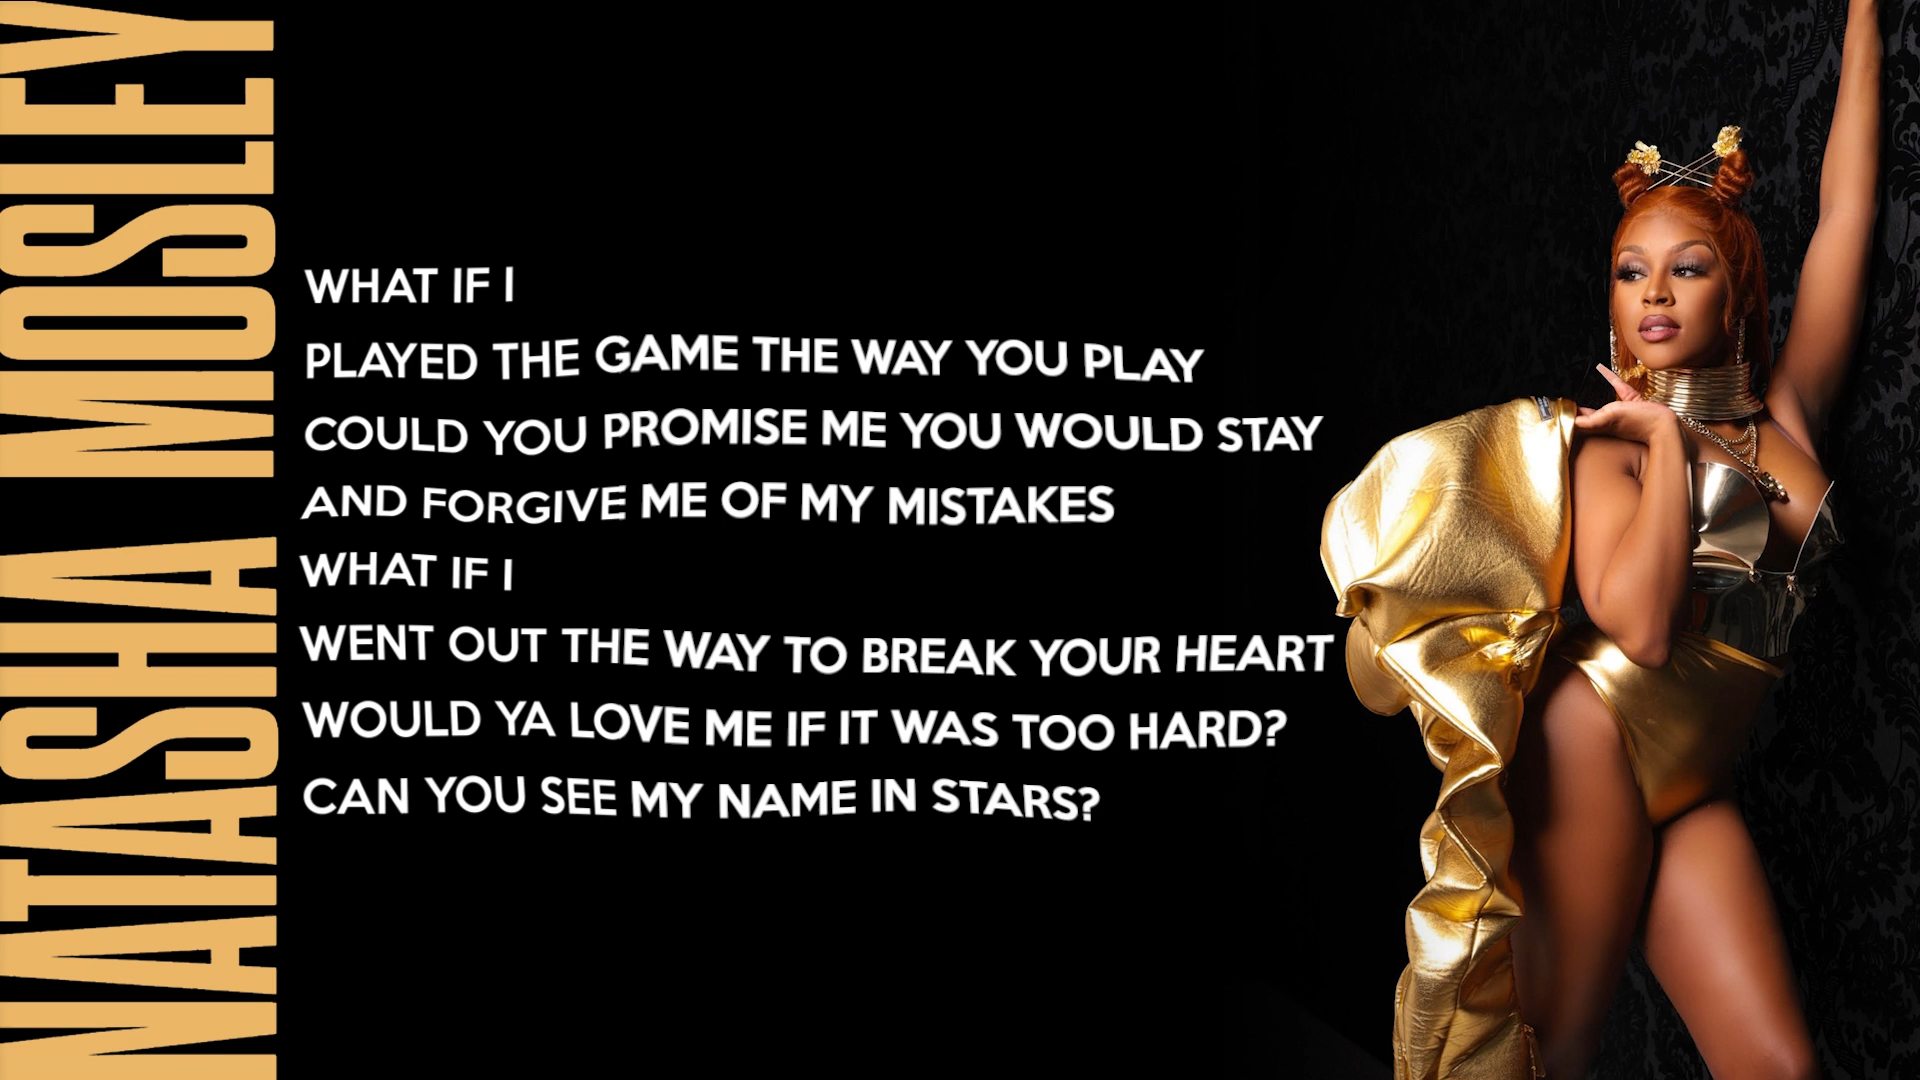 NATASHA MOSLEY
WHAT IF I
PLAYED THE GAME THE WAY YOU PLAY
COULD YOU PROMISE ME YOU WOULD STAY
AND FORGIVE ME OF MY MISTAKES
WHAT IF I
WENT OUT THE WAY TO BREAK YOUR HEART
WOULD YA LOVE ME IF IT WAS TOO HARD?
CAN YOU SEE MY NAME IN STARS?